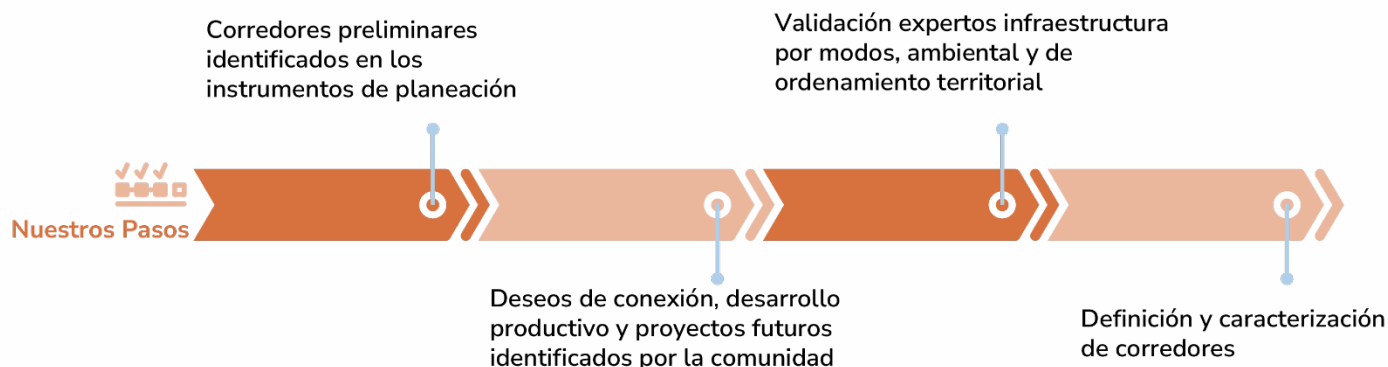 Corredores preliminares
identificados en los
instrumentos de planeación
Validación expertos infraestructura
por modos, ambiental y de
ordenamiento territorial
Nuestros Pasos
Deseos de conexión, desarrollo
productivo y proyectos futuros
identificados por la comunidad
Definición y caracterización
de corredores